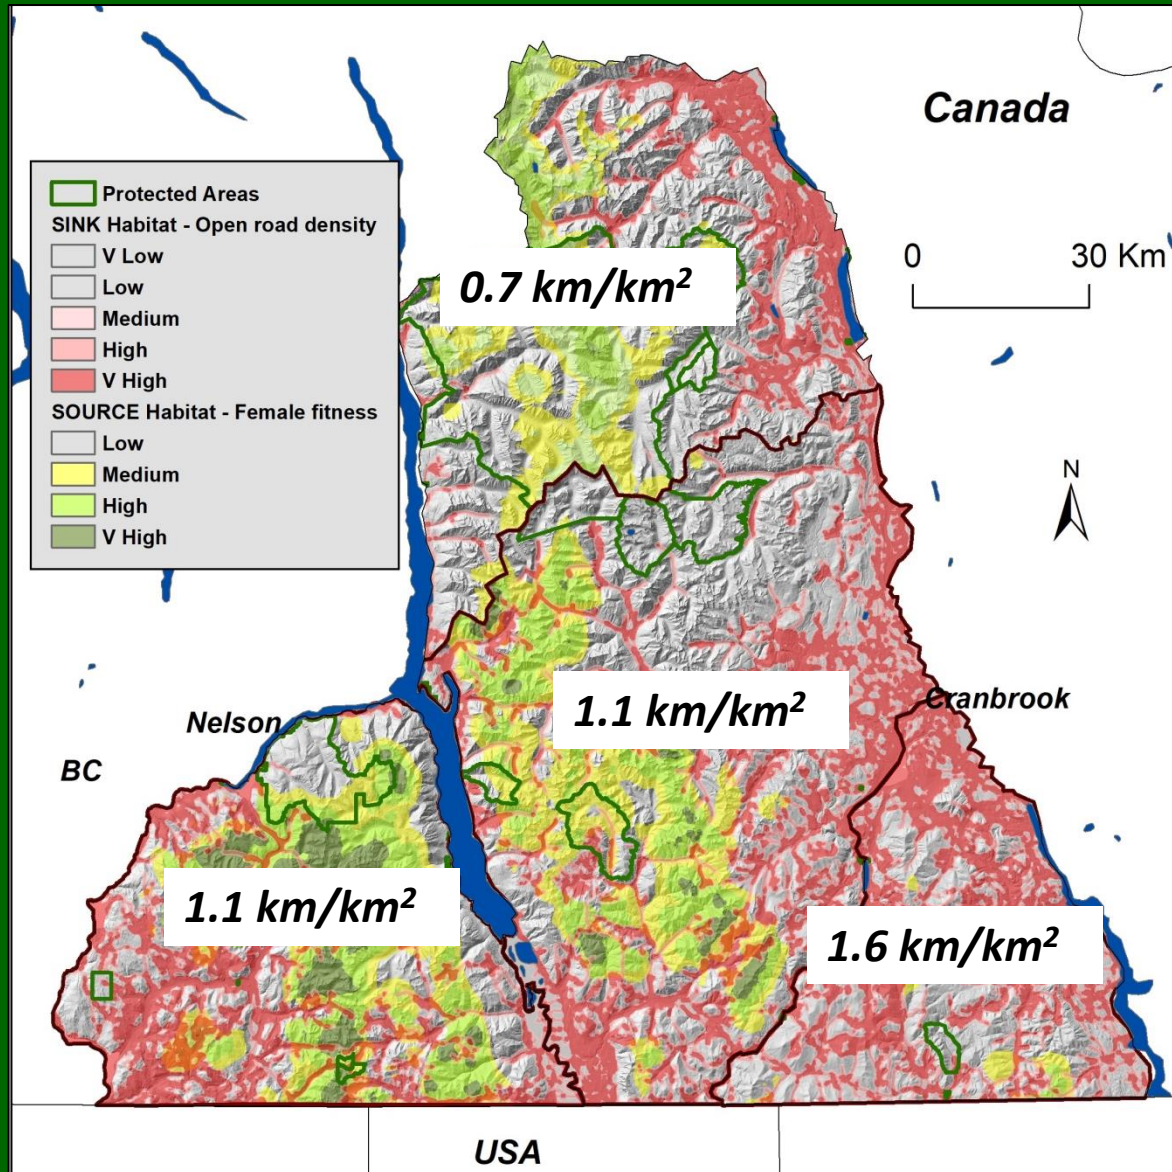 Canada
Protected Areas
SINK Habitat - Open road density
V Low
Low
Medium
High
V High
SOURCE Habitat - Female fitness
Low
Medium
High
V High
0 30 Km
0.7 km/km²
N
1.1 km/km²
Cranbrook
Nelson
BC
1.1 km/km²
1.6 km/km²
USA